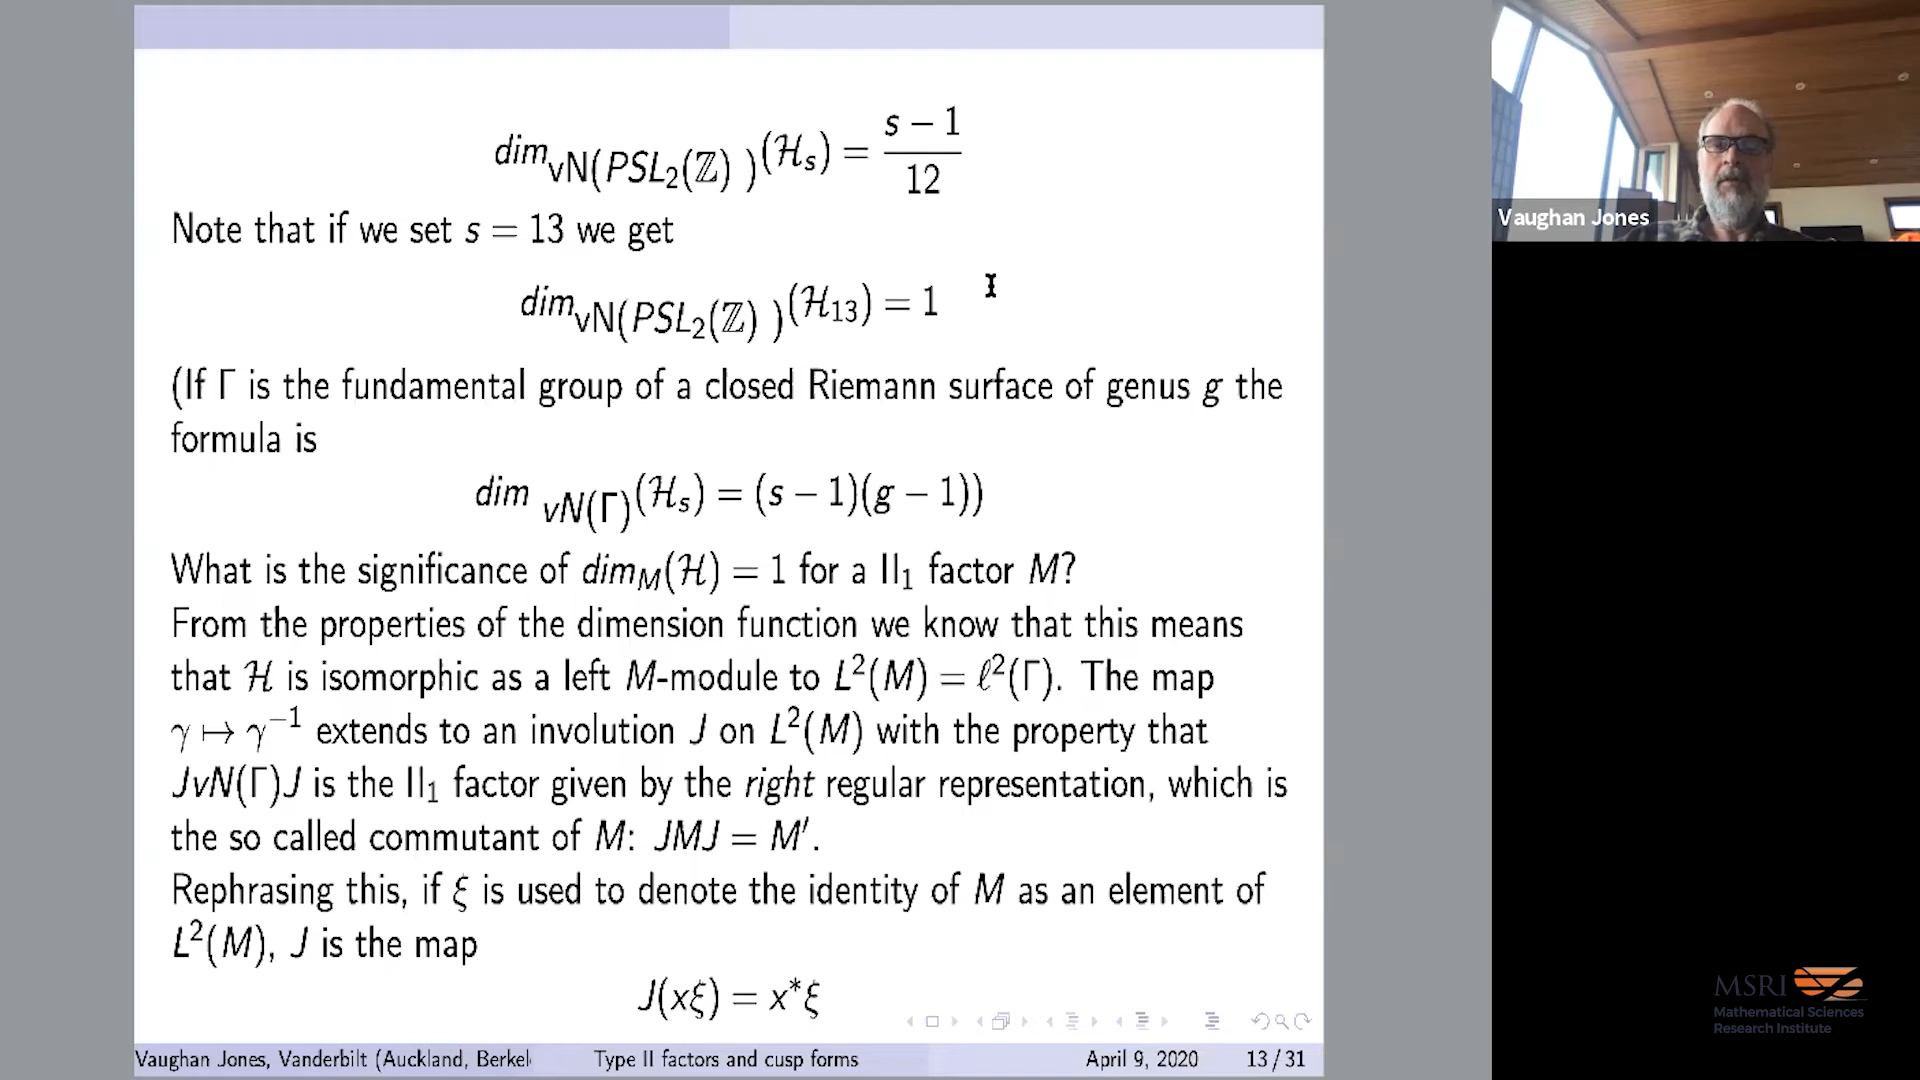 dim_{vN(PSL_2(ℤ) )}(ℋ_s) = \frac{s − 1}{12}
Note that if we set s = 13 we get
dim_{vN(PSL_2(ℤ) )}(ℋ_{13}) = 1
(If Γ is the fundamental group of a closed Riemann surface of genus g the
formula is
dim _{vN(Γ)}(ℋ_s) = (s − 1)(g − 1))
What is the significance of dim_M(ℋ) = 1 for a II_1 factor M?
From the properties of the dimension function we know that this means
that ℋ is isomorphic as a left M-module to L^2(M) = ℓ^2(Γ). The map
γ ↦ γ^{−1} extends to an involution J on L^2(M) with the property that
JvN(Γ)J is the II_1 factor given by the right regular representation, which is
the so called commutant of M: JMJ = M′.
Rephrasing this, if ξ is used to denote the identity of M as an element of
L^2(M), J is the map
J(xξ) = x^*ξ
Vaughan Jones, Vanderbilt (Auckland, Berkel Type II factors and cusp forms April 9, 2020 13 / 31
Vaughan Jones
MSRI
Mathematical Sciences
Research Institute